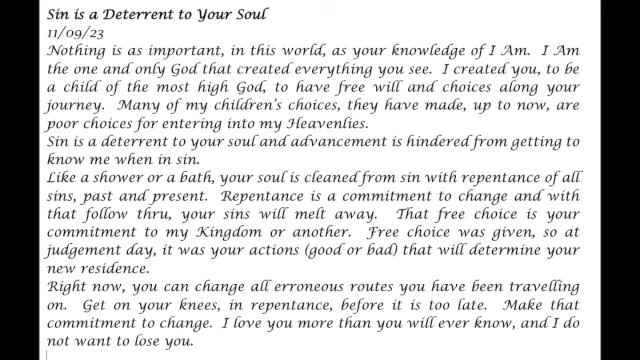 Sin is a Deterrent to Your Soul
11/09/23
Nothing is as important, in this world, as your knowledge of I Am.  I Am
the one and only God that created everything you see.  I created you, to be
a child of the most high God, to have free will and choices along your
journey.  Many of my children's choices, they have made, up to now, are
poor choices for entering into my Heavenlies.
Sin is a deterrent to your soul and advancement is hindered from getting to
know me when in sin.
Like a shower or a bath, your soul is cleaned from sin with repentance of all
sins, past and present.  Repentance is a commitment to change and with
that follow thru, your sins will melt away.  That free choice is your
commitment to my Kingdom or another.  Free choice was given, so at
judgement day, it was your actions (good or bad) that will determine your
new residence.
Right now, you can change all erroneous routes you have been travelling
on.  Get on your knees, in repentance, before it is too late.  Make that
commitment to change.  I love you more than you will ever know, and I do
not want to lose you.